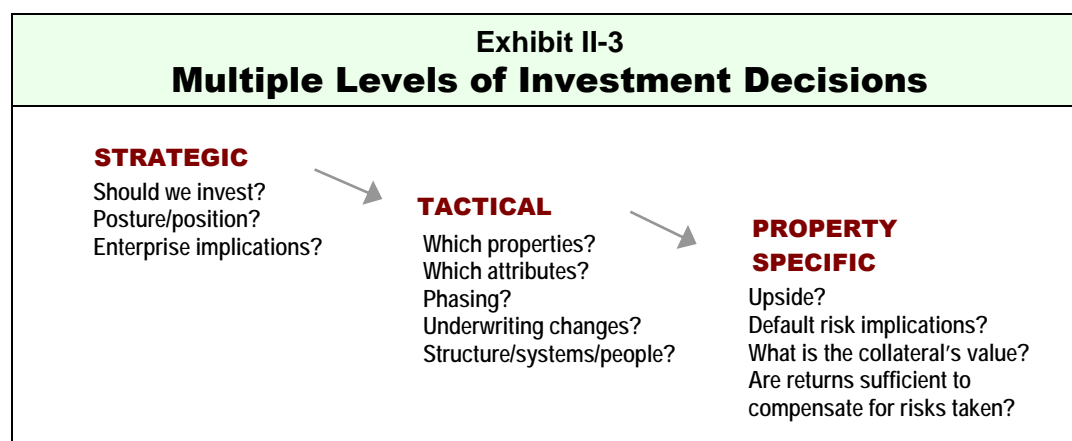 Exhibit II-3
Multiple Levels of Investment Decisions
STRATEGIC
Should we invest?
Posture/position?
Enterprise implications?
TACTICAL
Which properties?
Which attributes?
Phasing?
Underwriting changes?
Structure/systems/people?
PROPERTY
SPECIFIC
Upside?
Default risk implications?
What is the collateral's value?
Are returns sufficient to
compensate for risks taken?